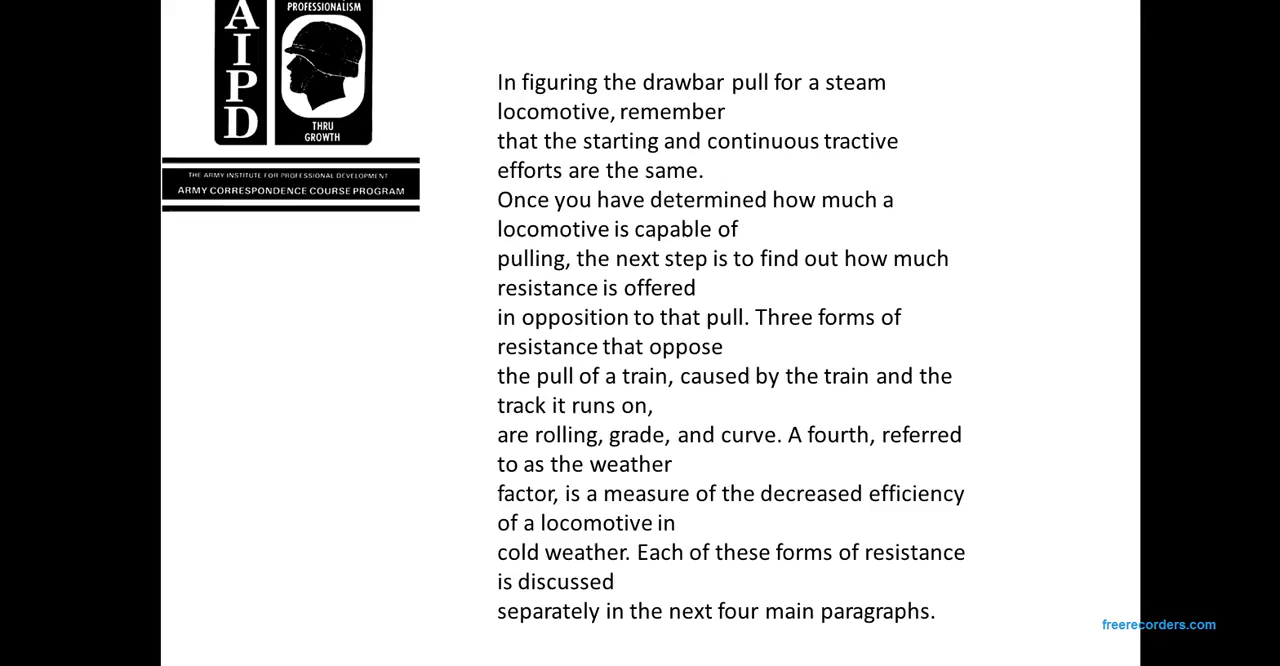 A
I
P
D
PROFESSIONALISM
THRU
GROWTH
THE ARMY INSTITUTE FOR PROFESSIONAL DEVELOPMENT
ARMY CORRESPONDENCE COURSE PROGRAM
In figuring the drawbar pull for a steam
locomotive, remember
that the starting and continuous tractive
efforts are the same.
Once you have determined how much a
locomotive is capable of
pulling, the next step is to find out how much
resistance is offered
in opposition to that pull. Three forms of
resistance that oppose
the pull of a train, caused by the train and the
track it runs on,
are rolling, grade, and curve. A fourth, referred
to as the weather
factor, is a measure of the decreased efficiency
of a locomotive in
cold weather. Each of these forms of resistance
is discussed
separately in the next four main paragraphs.
freerecorders.com